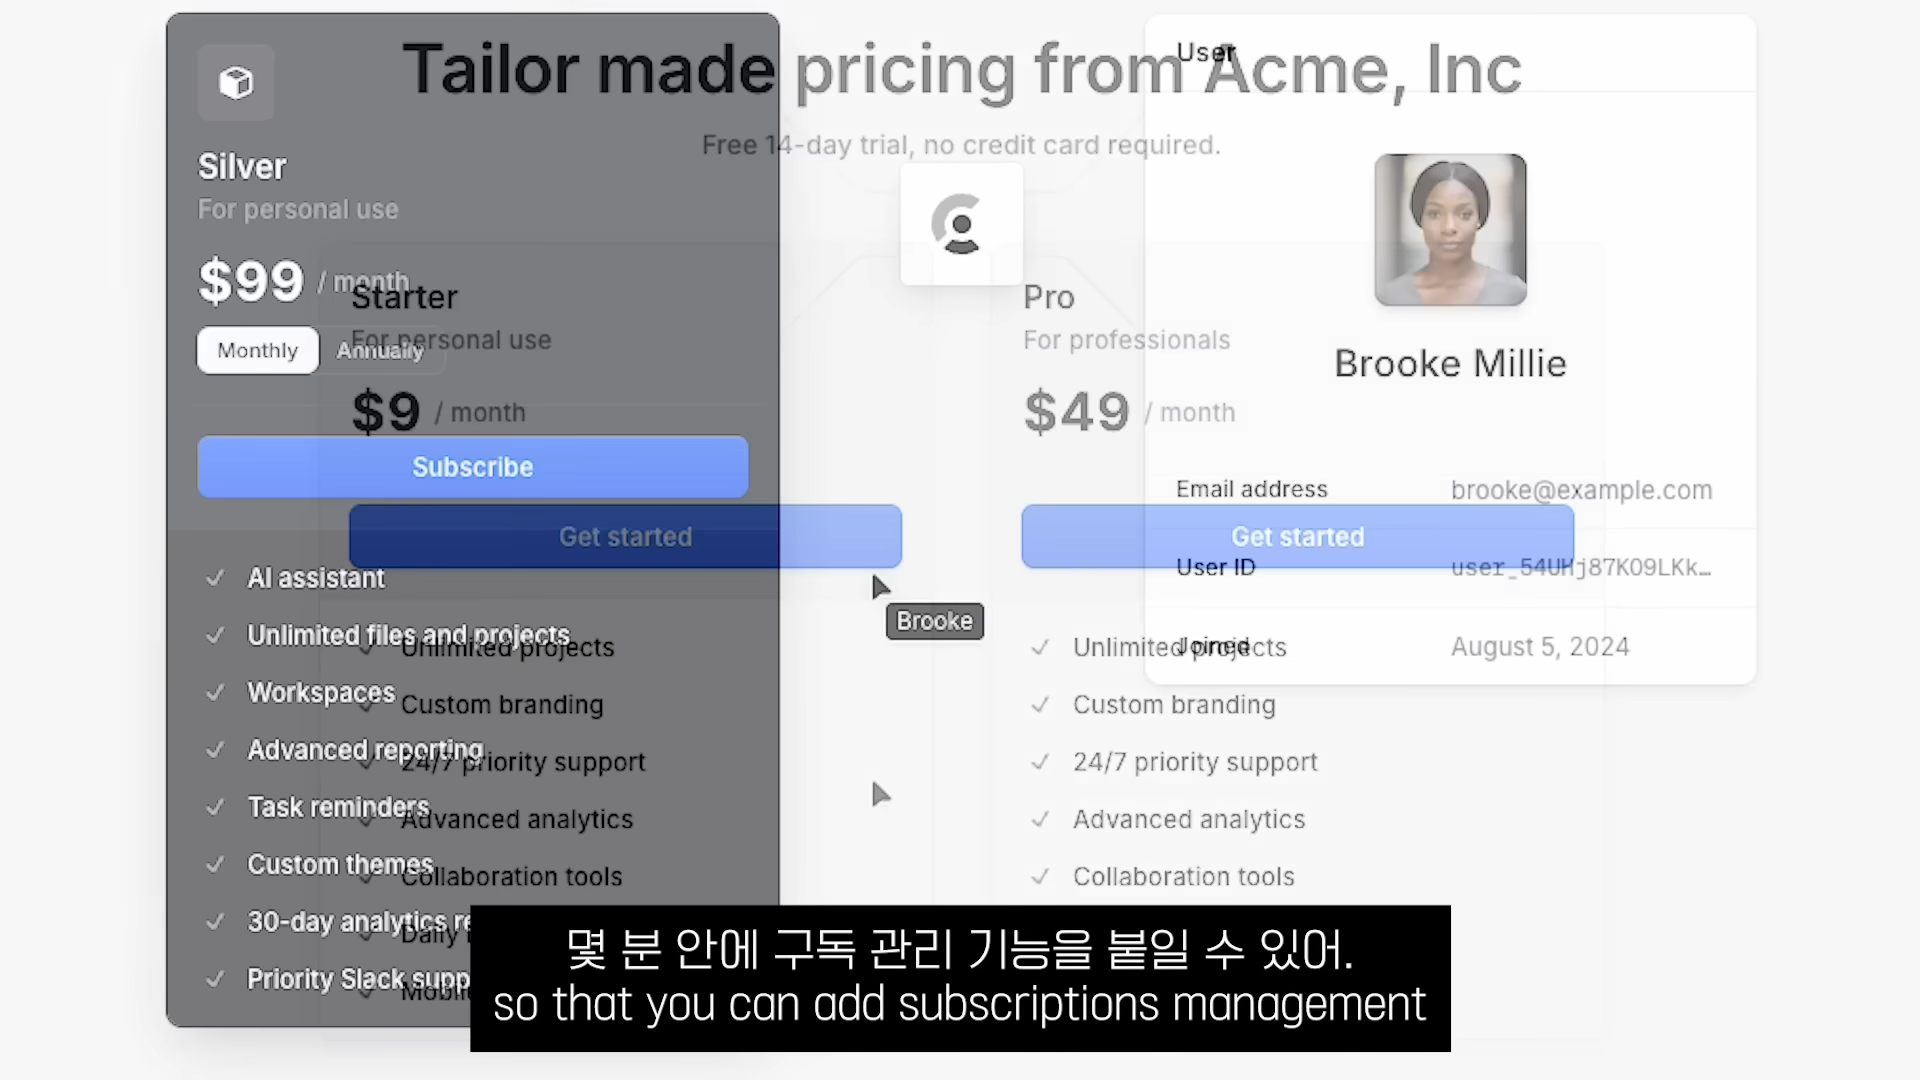 Tailor made pricing from Acme, Inc
Free 14-day trial, no credit card required.
Silver
For personal use
$99 / month
Monthly
Annually
Subscribe
AI assistant
Unlimited files and projects
Workspaces
Advanced reporting
Task reminders
Custom themes
30-day analytics
Priority Slack
Starter
For personal use
$9 / month
Get started
Unlimited projects
Custom branding
24/7 priority support
Advanced analytics
Collaboration tools
Daily
Brooke
Pro
For professionals
$49 / month
Get started
Unlimited projects
Custom branding
24/7 priority support
Advanced analytics
Collaboration tools
User
Brooke Millie
Email address
brooke@example.com
User ID
user_54UHj87K09LKk…
Joined
August 5, 2024
몇 분 안에 구독 관리 기능을 붙일 수 있어.
so that you can add subscriptions management